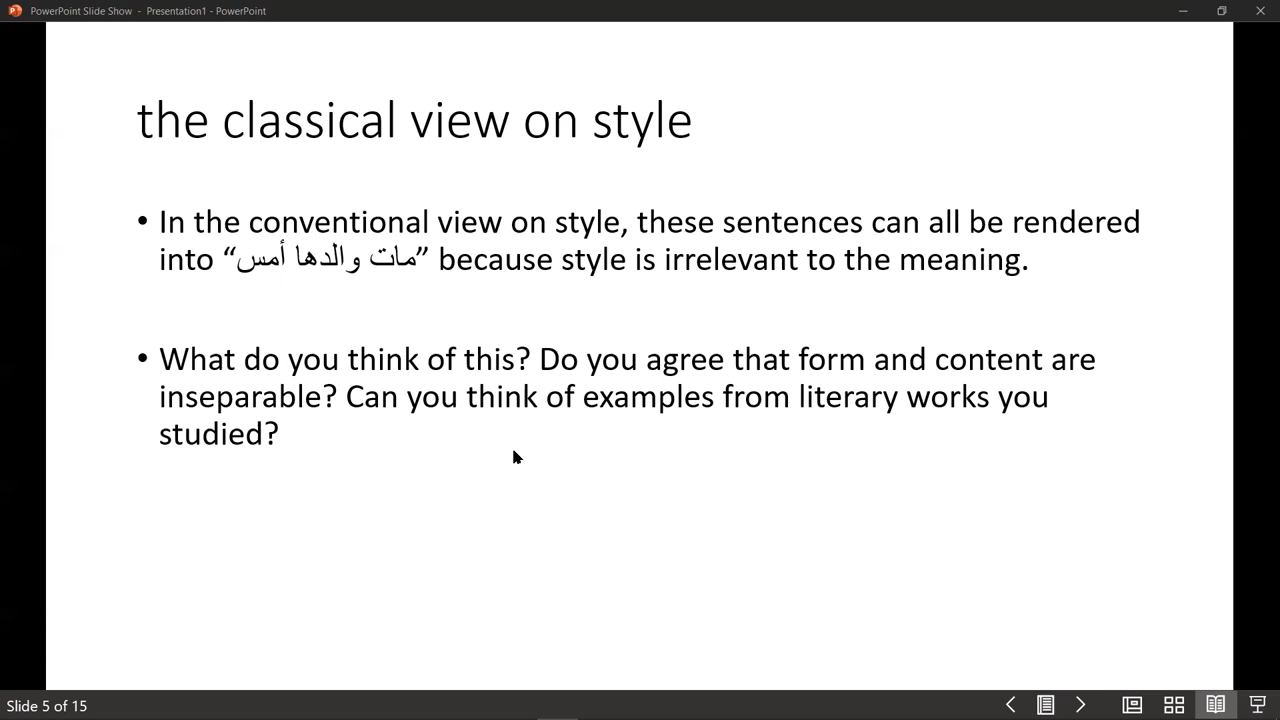 PowerPoint Slide Show - Presentation1 - PowerPoint
the classical view on style
• In the conventional view on style, these sentences can all be rendered
into “مات والدها أمس” because style is irrelevant to the meaning.
• What do you think of this? Do you agree that form and content are
inseparable? Can you think of examples from literary works you
studied?
Slide 5 of 15